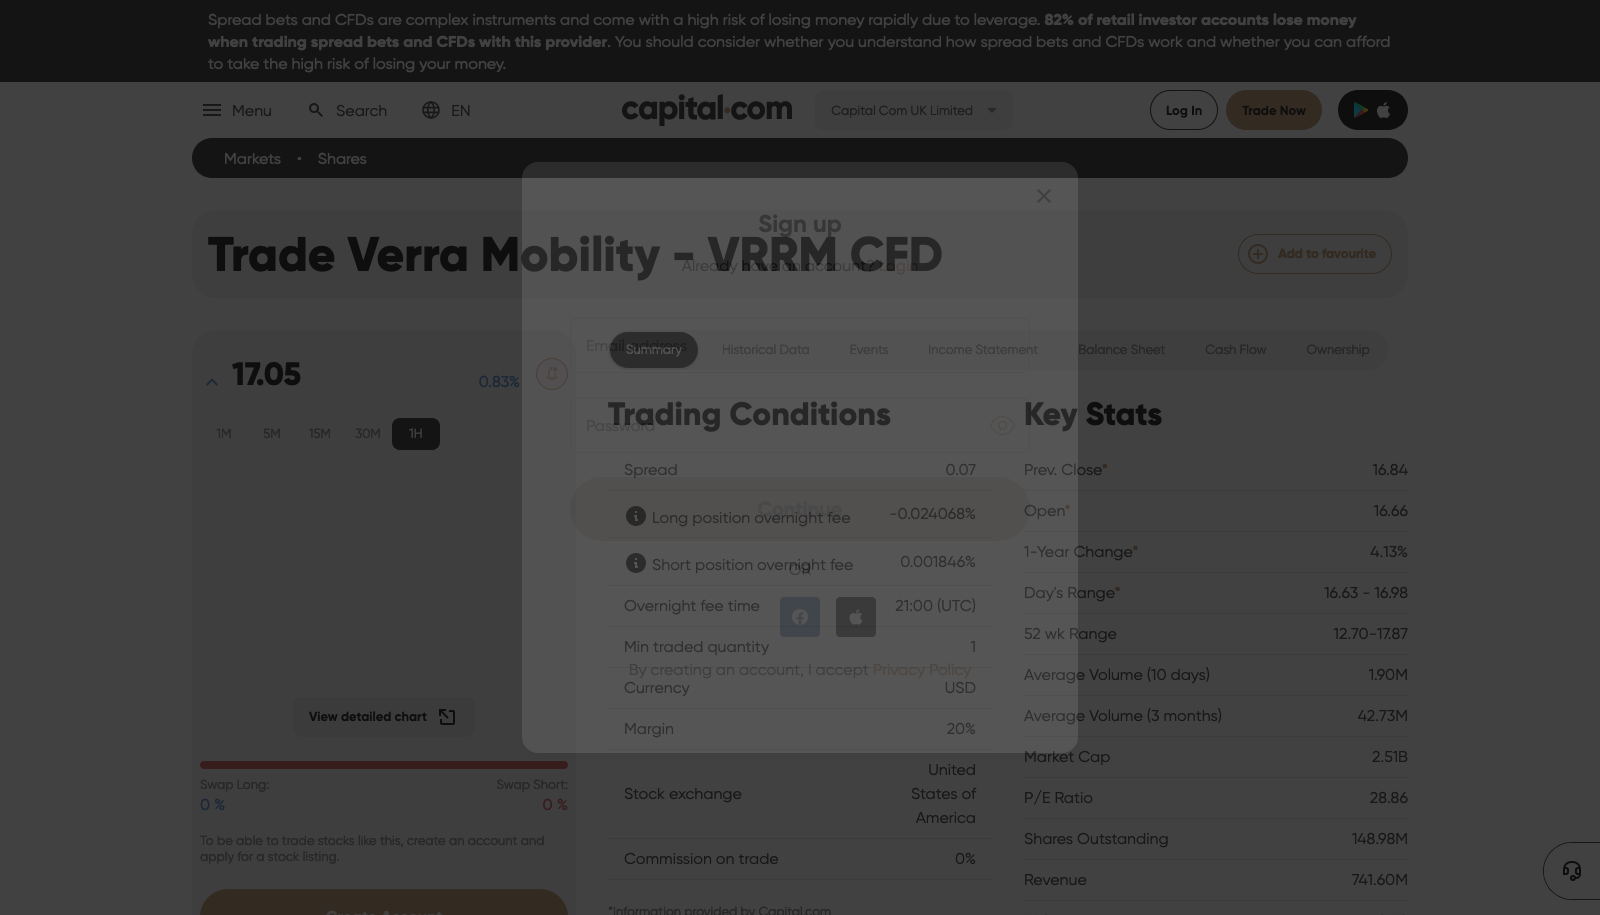 Spread bets and CFDs are complex instruments and come with a high risk of losing money rapidly due to leverage. 82% of retail investor accounts lose money
when trading spread bets and CFDs with this provider. You should consider whether you understand how spread bets and CFDs work and whether you can afford
to take the high risk of losing your money.
Menu
Search
EN
capital.com
Capital Com UK Limited
Log In
Trade Now
Markets • Shares
Sign up
Trade Verra Mobility - VRRM CFD
Already have an account? Login
Add to favourite
17.05
0.83%
1M 5M 15M 30M 1H
View detailed chart
Swap Long: Swap Short:
0 % 0 %
To be able to trade stocks like this, create an account and
apply for a stock listing.
Create Account
Email address
Password
Continue
Or
By creating an account, I accept Privacy Policy
Summary Historical Data Events Income Statement Balance Sheet Cash Flow Ownership
Trading Conditions
Spread 0.07
Long position overnight fee -0.024068%
Short position overnight fee 0.001846%
Overnight fee time 21:00 (UTC)
Min traded quantity 1
Currency USD
Margin 20%
Stock exchange United
States of
America
Commission on trade 0%
*Information provided by Capital.com
Key Stats
Prev. Close* 16.84
Open* 16.66
1-Year Change* 4.13%
Day's Range* 16.63 - 16.98
52 wk Range 12.70-17.87
Average Volume (10 days) 1.90M
Average Volume (3 months) 42.73M
Market Cap 2.51B
P/E Ratio 28.86
Shares Outstanding 148.98M
Revenue 741.60M